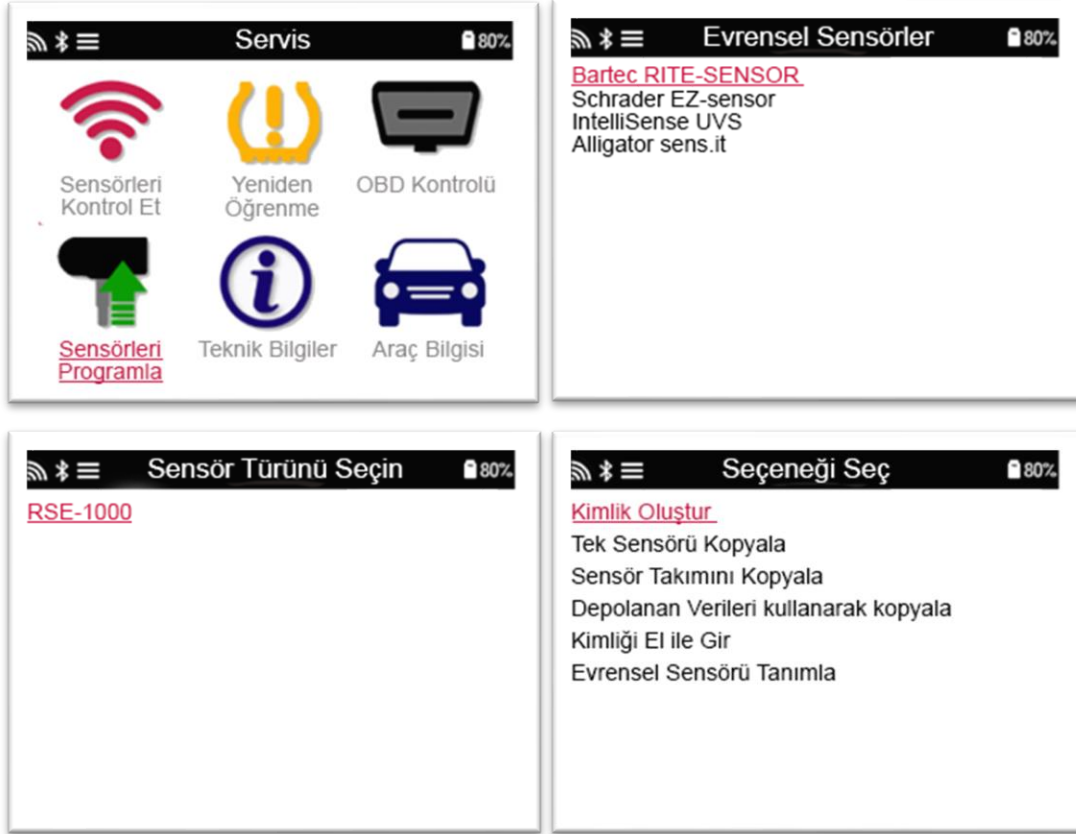 Servis
80%
Sensörleri
Kontrol Et
Yeniden
Öğrenme
OBD Kontrolü
Sensörleri
Programla
Teknik Bilgiler
Araç Bilgisi
Evrensel Sensörler
80%
Bartec RITE-SENSOR
Schrader EZ-sensor
IntelliSense UVS
Alligator sens.it
Sensör Türünü Seçin
80%
RSE-1000
Seçeneği Seç
80%
Kimlik Oluştur
Tek Sensörü Kopyala
Sensör Takımını Kopyala
Depolanan Verileri kullanarak kopyala
Kimliği El ile Gir
Evrensel Sensörü Tanımla